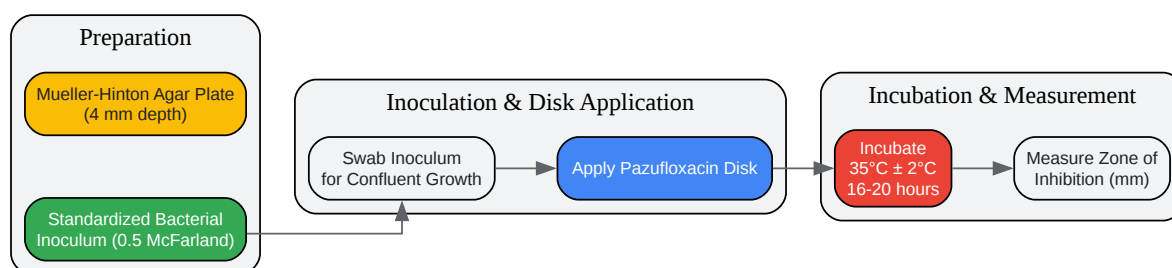 Preparation
Mueller-Hinton Agar Plate
(4 mm depth)
Standardized Bacterial
Inoculum (0.5 McFarland)
Inoculation & Disk Application
Swab Inoculum
for Confluent Growth
Apply Pazufloxacin Disk
Incubation & Measurement
Incubate
35°C ± 2°C
16-20 hours
Measure Zone of
Inhibition (mm)